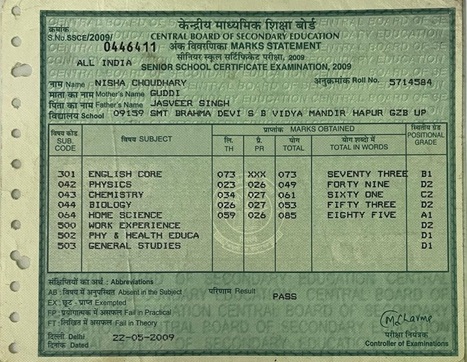 केन्द्रीय माध्यमिक शिक्षा बोर्ड
क्रमांक
S.No.SSCE/2009/ 0446411
CENTRAL BOARD OF SECONDARY EDUCATION
अंक विवरणिका MARKS STATEMENT
ALL INDIA
सीनियर स्कूल सर्टिफिकेट परीक्षा, 2009
SENIOR SCHOOL CERTIFICATE EXAMINATION, 2009
नाम Name NISHA CHOUDHARY अनुक्रमांक Roll No. 5714584
माता का नाम Mother's Name GUDDI
पिता का नाम Father's Name JASVEER SINGH
विद्यालय School 09159 SMT BRAHMA DEVI S B VIDYA MANDIR HAPUR GZB UP
विषय कोड SUB. CODE
विषय SUBJECT
प्राप्तांक MARKS OBTAINED
लि. TH
प्रै. PR
योग TOTAL
योग शब्दों में TOTAL IN WORDS
स्थितीय ग्रेड POSITIONAL GRADE
301 ENGLISH CORE 073 XXX 073 SEVENTY THREE B1
042 PHYSICS 023 026 049 FORTY NINE D2
043 CHEMISTRY 034 027 061 SIXTY ONE C2
044 BIOLOGY 026 027 053 FIFTY THREE D2
064 HOME SCIENCE 059 026 085 EIGHTY FIVE A1
500 WORK EXPERIENCE D2
502 PHY & HEALTH EDUCA D1
503 GENERAL STUDIES D1
संक्षिप्तियों का अर्थ : Abbreviations
AB : विषय में अनुपस्थित Absent in the Subject
परिणाम Result PASS
EX : छूट - प्राप्त Exempted
FP : प्रयोगात्मक में असफल Fail in Practical
FT : लिखित में असफल Fail in Theory
दिल्ली Delhi
दिनांक Dated 22-05-2009
परीक्षा नियंत्रक
Controller of Examinations